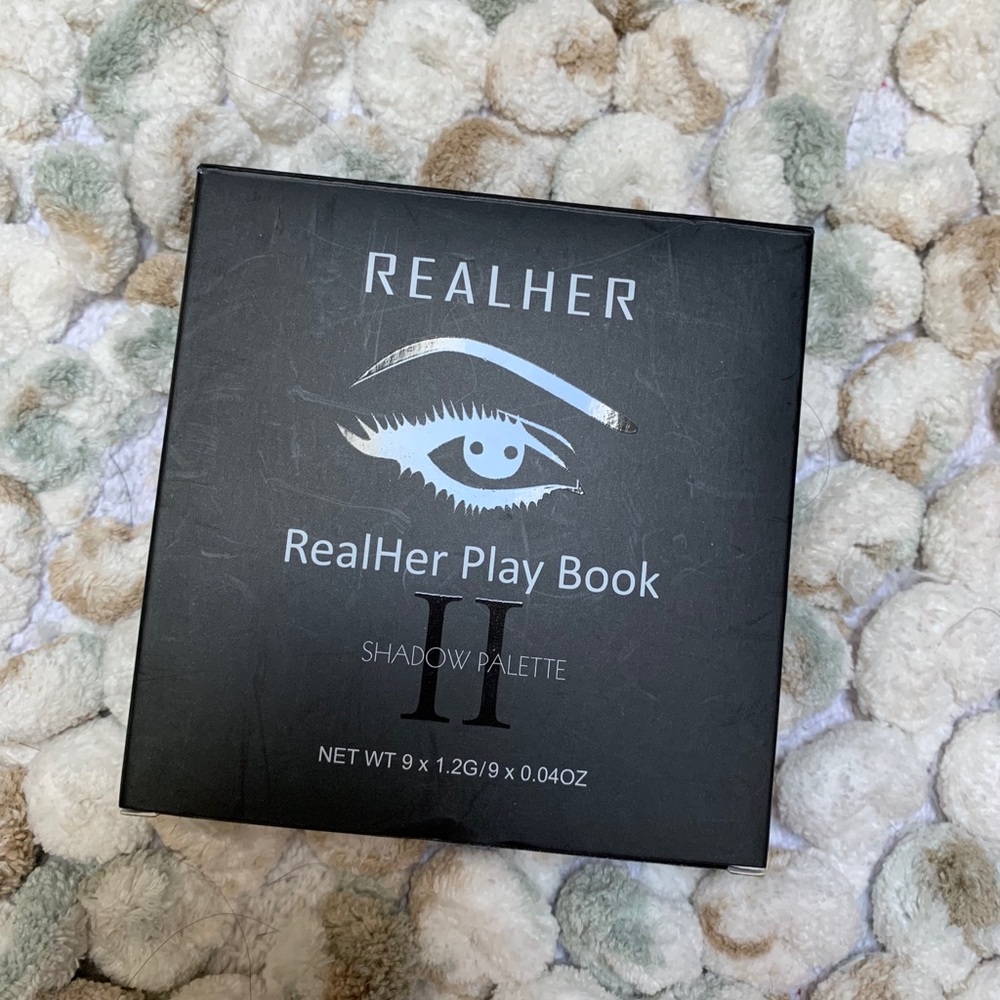 REALHER
RealHer Play Book
II
SHADOW PALETTE
NET WT 9 x 1.2G/9 x 0.04OZ